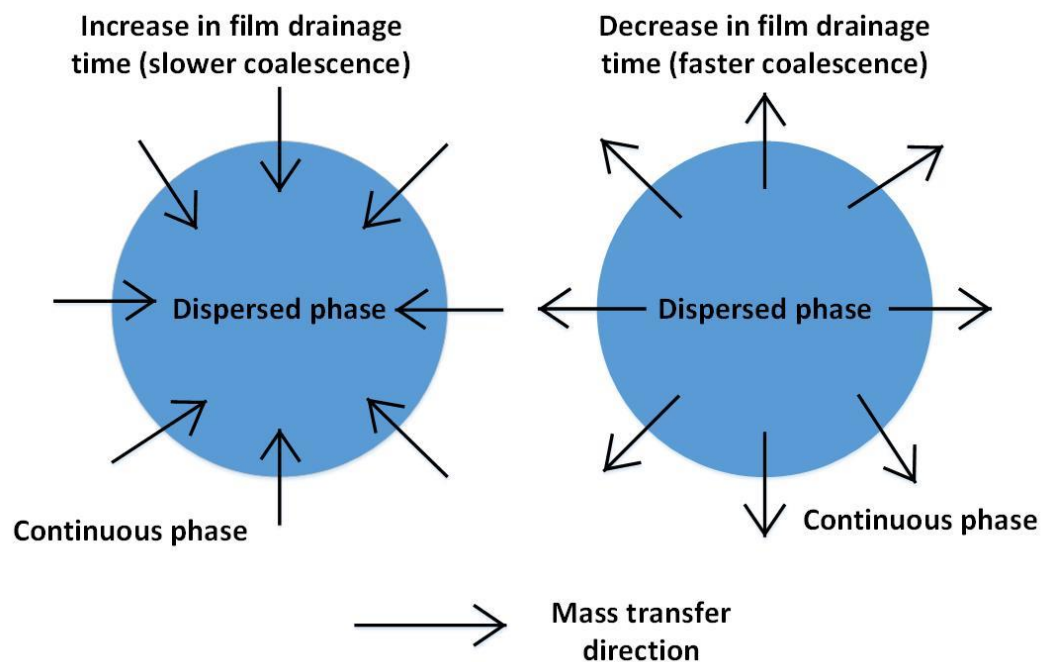 Increase in film drainage
time (slower coalescence)
Decrease in film drainage
time (faster coalescence)
Dispersed phase
Dispersed phase
Continuous phase
Continuous phase
Mass transfer
direction